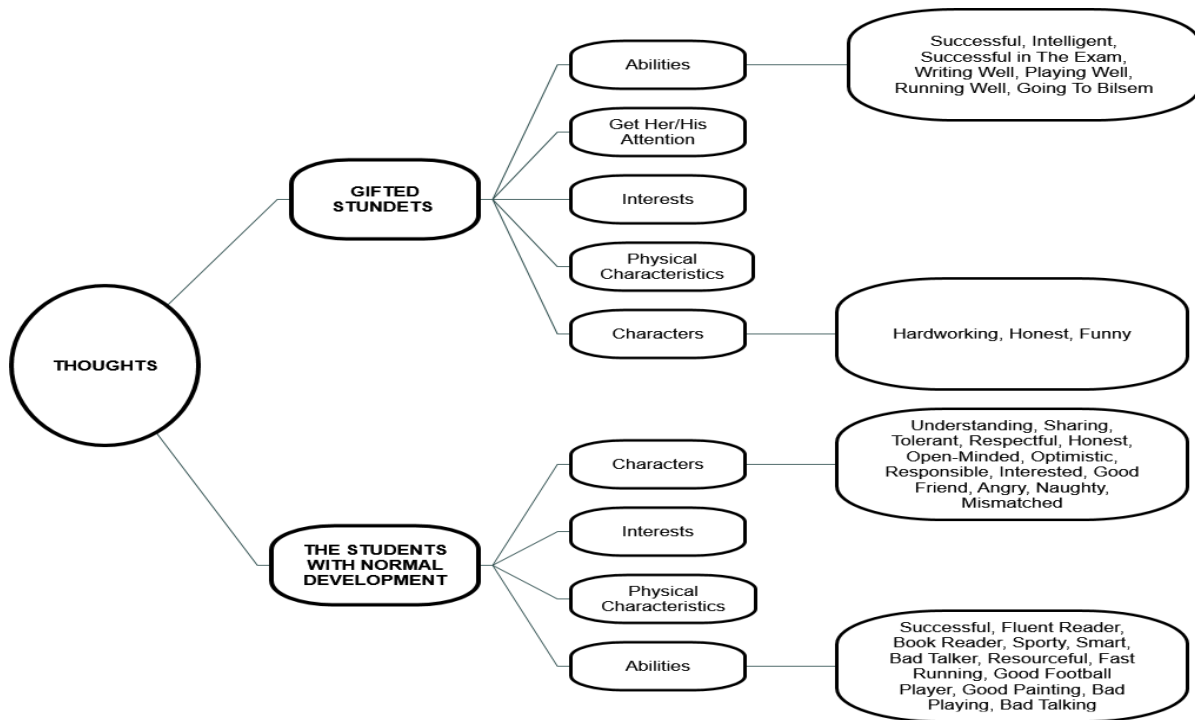 THOUGHTS
GIFTED
STUNDETS
Abilities
Successful, Intelligent,
Successful in The Exam,
Writing Well, Playing Well,
Running Well, Going To Bilsem
Get Her/His
Attention
Interests
Physical
Characteristics
Characters
Hardworking, Honest, Funny
THE STUDENTS
WITH NORMAL
DEVELOPMENT
Characters
Understanding, Sharing,
Tolerant, Respectful, Honest,
Open-Minded, Optimistic,
Responsible, Interested, Good
Friend, Angry, Naughty,
Mismatched
Interests
Physical
Characteristics
Abilities
Successful, Fluent Reader,
Book Reader, Sporty, Smart,
Bad Talker, Resourceful, Fast
Running, Good Football
Player, Good Painting, Bad
Playing, Bad Talking